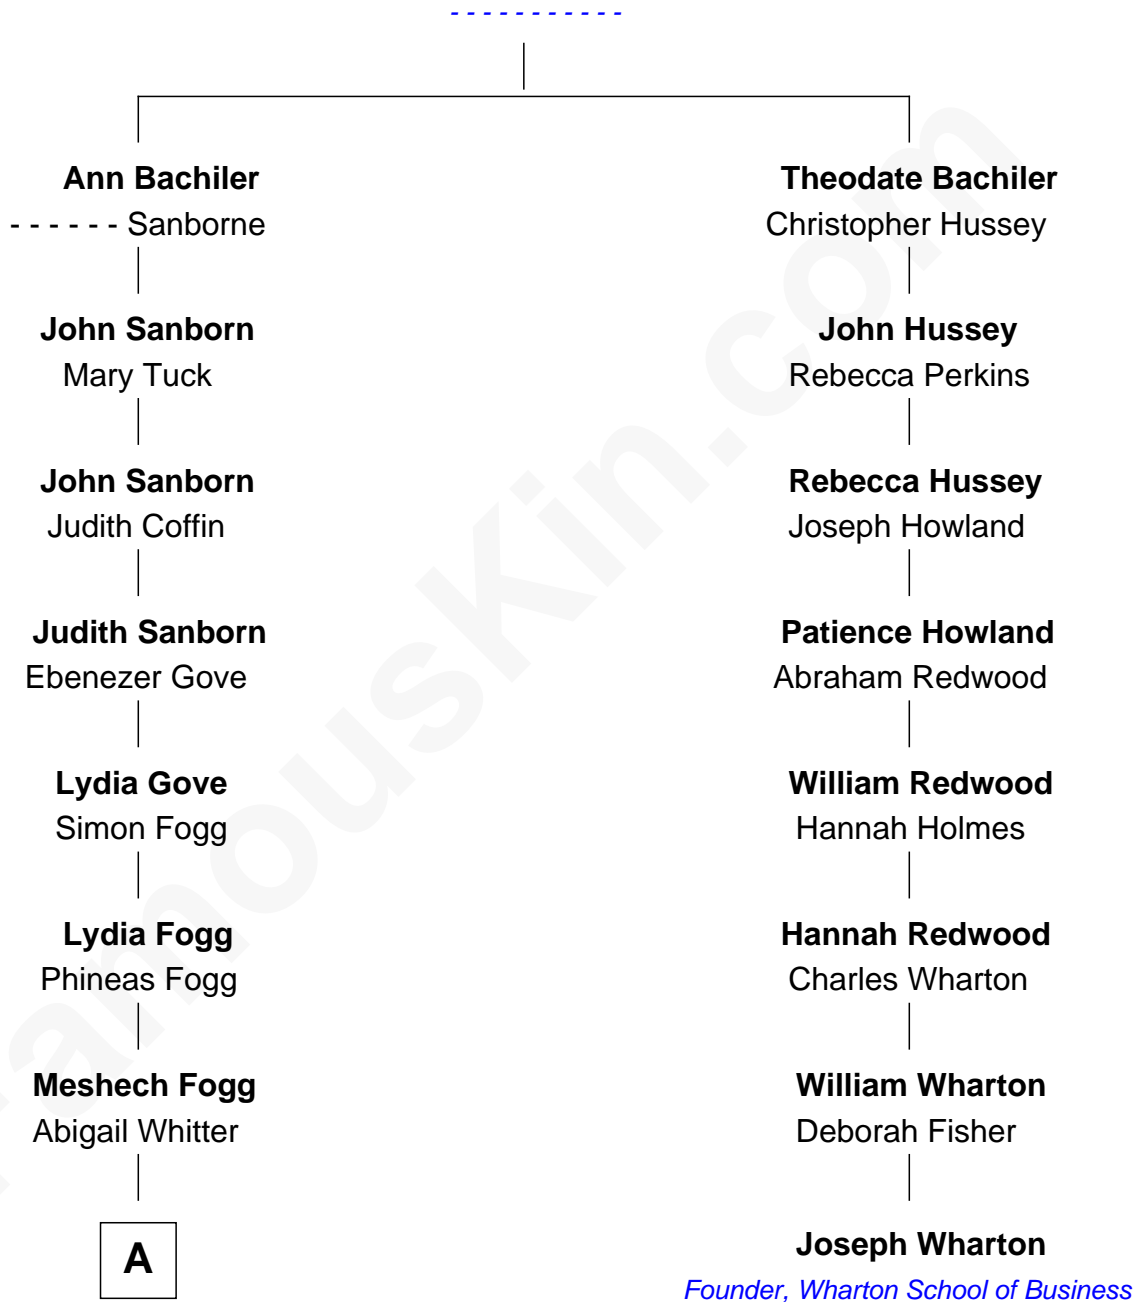 - - - - - - - - - - -
Ann Bachiler
- - - - - - Sanborne
Theodate Bachiler
Christopher Hussey
John Sanborn
Mary Tuck
John Hussey
Rebecca Perkins
John Sanborn
Judith Coffin
Rebecca Hussey
Joseph Howland
Judith Sanborn
Ebenezer Gove
Patience Howland
Abraham Redwood
Lydia Gove
Simon Fogg
William Redwood
Hannah Holmes
Lydia Fogg
Phineas Fogg
Hannah Redwood
Charles Wharton
Meshech Fogg
Abigail Whitter
William Wharton
Deborah Fisher
A
Joseph Wharton
Founder, Wharton School of Business
FamousKin.com